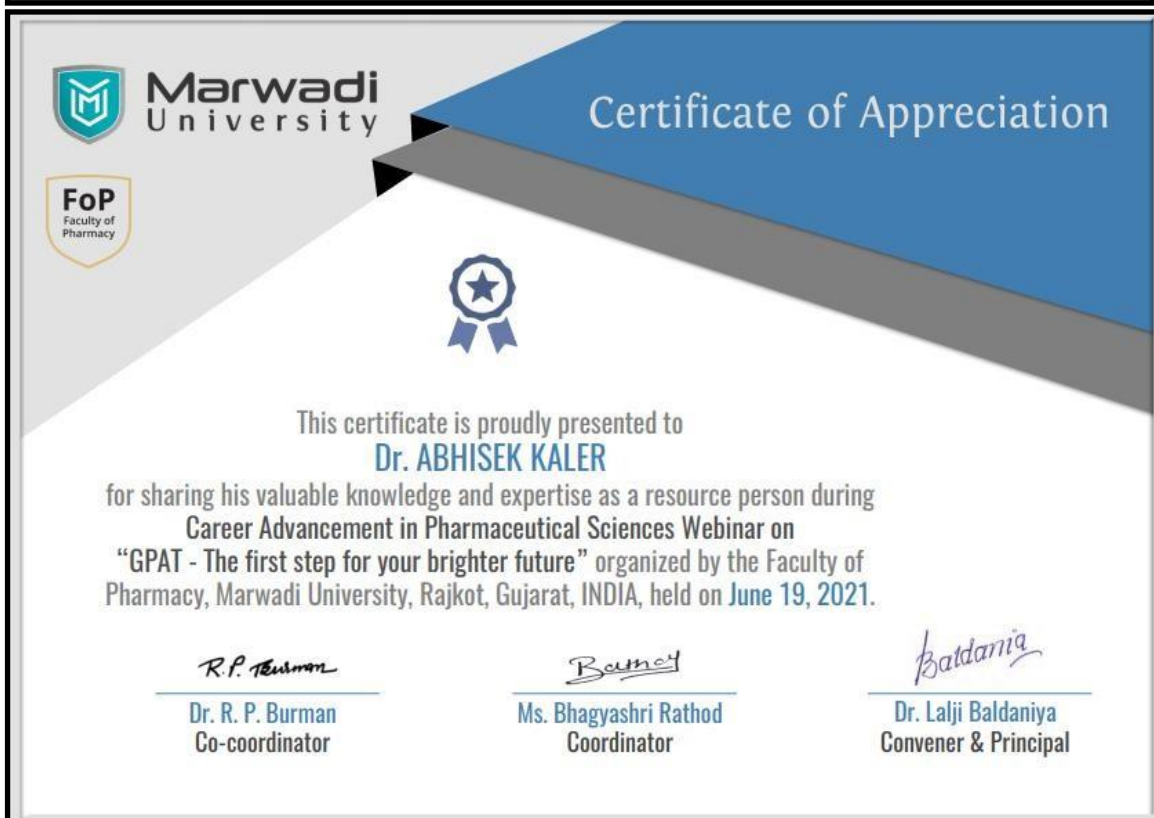 Marwadi
University
Certificate of Appreciation
FoP
Faculty of
Pharmacy
This certificate is proudly presented to
Dr. ABHISEK KALER
for sharing his valuable knowledge and expertise as a resource person during
Career Advancement in Pharmaceutical Sciences Webinar on
“GPAT - The first step for your brighter future” organized by the Faculty of
Pharmacy, Marwadi University, Rajkot, Gujarat, INDIA, held on June 19, 2021.
R.P. Burman
Baldania
Dr. R. P. Burman
Co-coordinator
Ms. Bhagyashri Rathod
Coordinator
Dr. Lalji Baldaniya
Convener & Principal